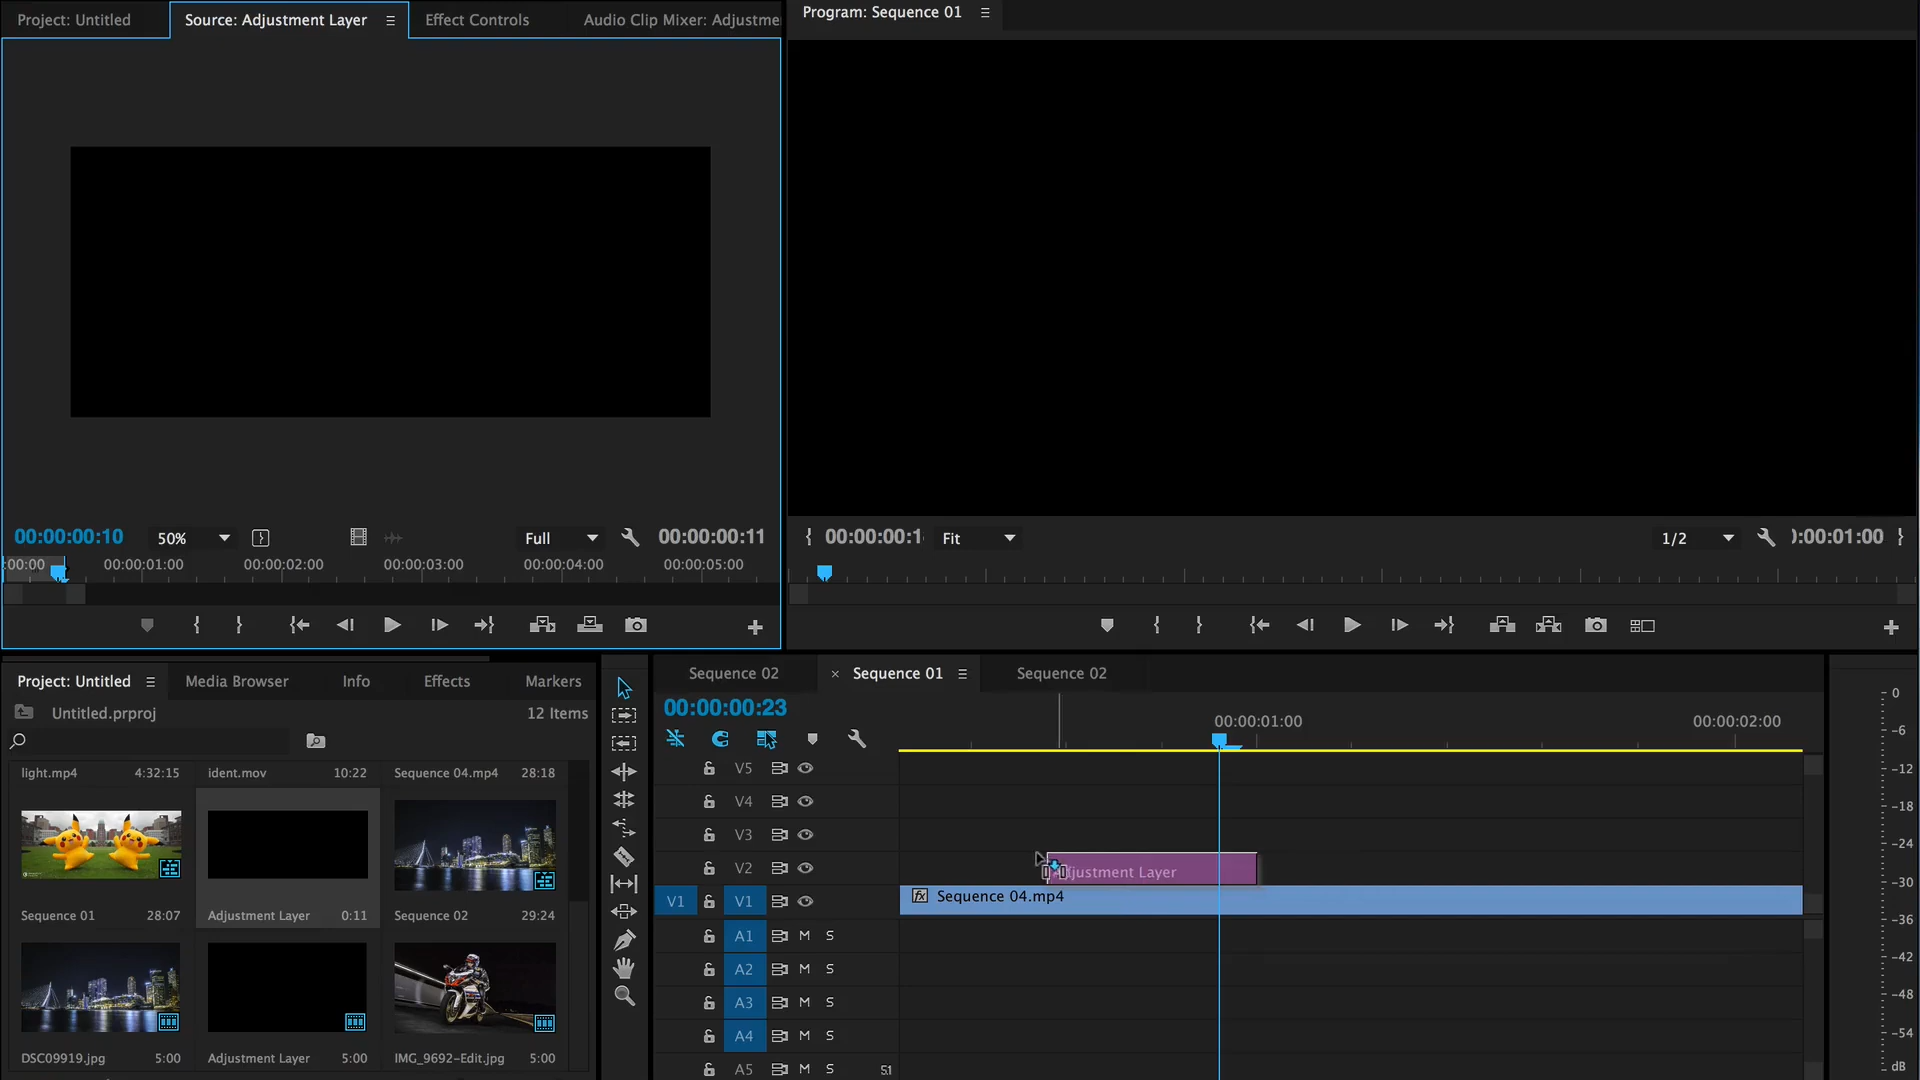 Project: Untitled
Source: Adjustment Layer
Effect Controls
Audio Clip Mixer: Adjustme
Program: Sequence 01
00:00:00:10
50%
Full
00:00:00:11
:00:00
00:00:01:00
00:00:02:00
00:00:03:00
00:00:04:00
00:00:05:00
00:00:00:1
Fit
1/2
):00:01:00
Project: Untitled
Media Browser
Info
Effects
Markers
Untitled.prproj
12 Items
light.mp4 4:32:15
ident.mov 10:22
Sequence 04.mp4 28:18
Sequence 01 28:07
Adjustment Layer 0:11
Sequence 02 29:24
DSC09919.jpg 5:00
Adjustment Layer 5:00
IMG_9692-Edit.jpg 5:00
Sequence 02
× Sequence 01
Sequence 02
00:00:00:23
00:00:01:00
00:00:02:00
V5
V4
V3
V2
djustment Layer
V1 V1
fx Sequence 04.mp4
A1 M S
A2 M S
A3 M S
A4 M S
A5 M S 5.1
0
-6
-12
-18
-24
-30
-36
-42
-48
-54
dB